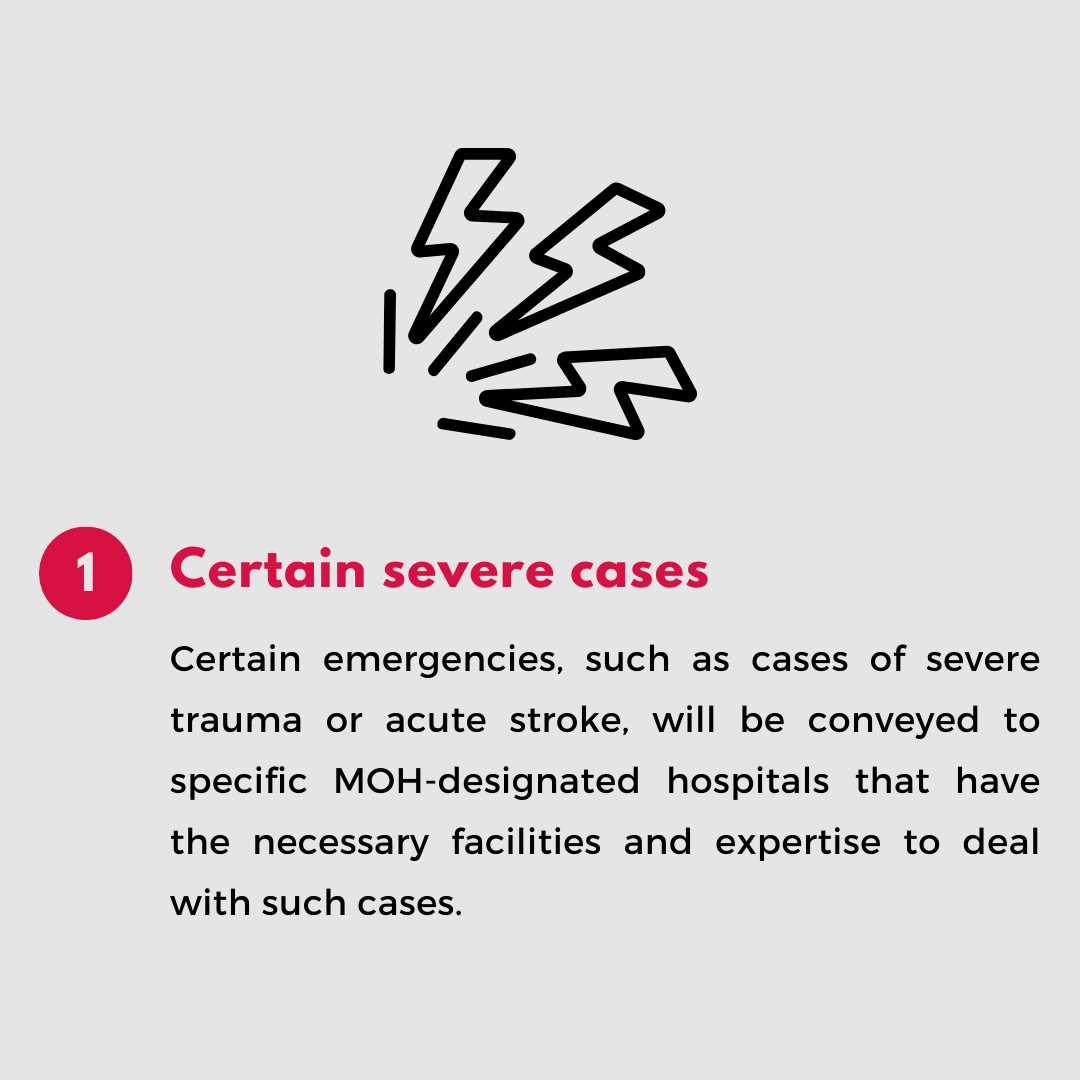 1
Certain severe cases
Certain emergencies, such as cases of severe
trauma or acute stroke, will be conveyed to
specific MOH-designated hospitals that have
the necessary facilities and expertise to deal
with such cases.